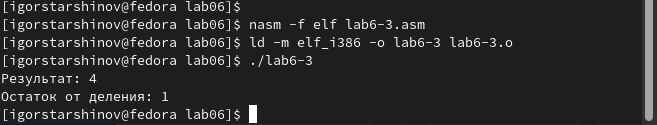 [igorstarshinov@fedora lab06]$
[igorstarshinov@fedora lab06]$ nasm -f elf lab6-3.asm
[igorstarshinov@fedora lab06]$ ld -m elf_i386 -o lab6-3 lab6-3.o
[igorstarshinov@fedora lab06]$ ./lab6-3
Результат: 4
Остаток от деления: 1
[igorstarshinov@fedora lab06]$